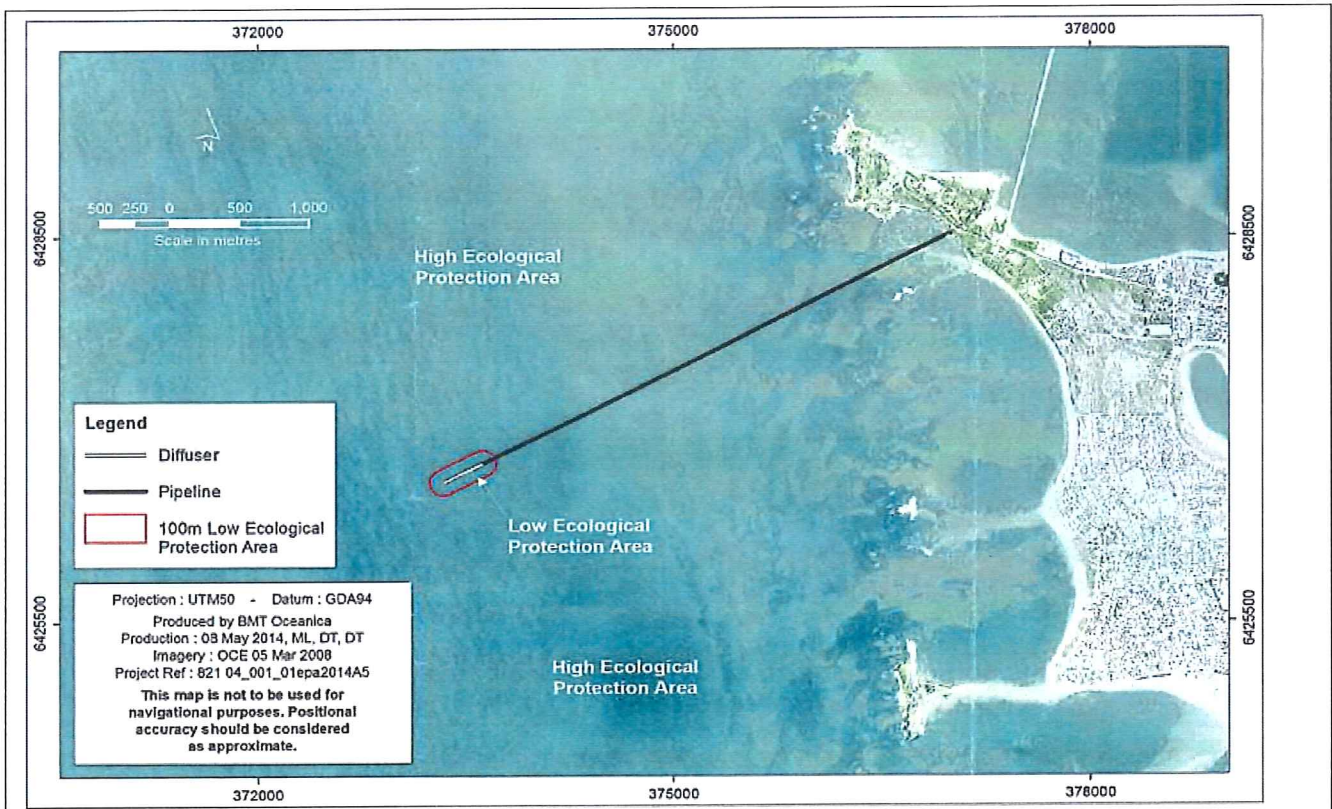 372000
375000
378000
N
500 250 0 500 1,000
Scale in metres
6428500
6428500
High Ecological
Protection Area
Legend
Diffuser
Pipeline
100m Low Ecological
Protection Area
Low Ecological
Protection Area
Projection : UTM50 - Datum : GDA94
Produced by BMT Oceanica
Production : 08 May 2014, ML, DT, DT
Imagery : OCE 05 Mar 2008
Project Ref : 821 04_001_01epa2014A5
This map is not to be used for
navigational purposes. Positional
accuracy should be considered
as approximate.
High Ecological
Protection Area
6425500
6425500
372000
375000
378000